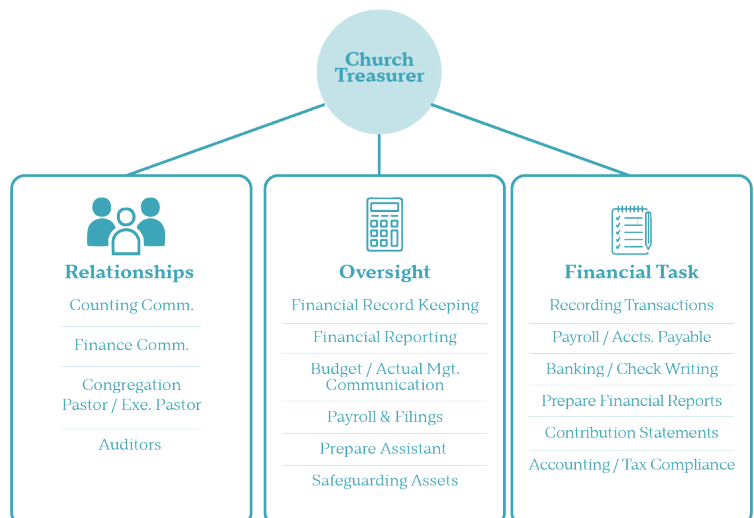 Church
Treasurer
Relationships
Counting Comm.
Finance Comm.
Congregation
Pastor / Exe. Pastor
Auditors
Oversight
Financial Record Keeping
Financial Reporting
Budget / Actual Mgt.
Communication
Payroll & Filings
Prepare Assistant
Safeguarding Assets
Financial Task
Recording Transactions
Payroll / Accts. Payable
Banking / Check Writing
Prepare Financial Reports
Contribution Statements
Accounting / Tax Compliance